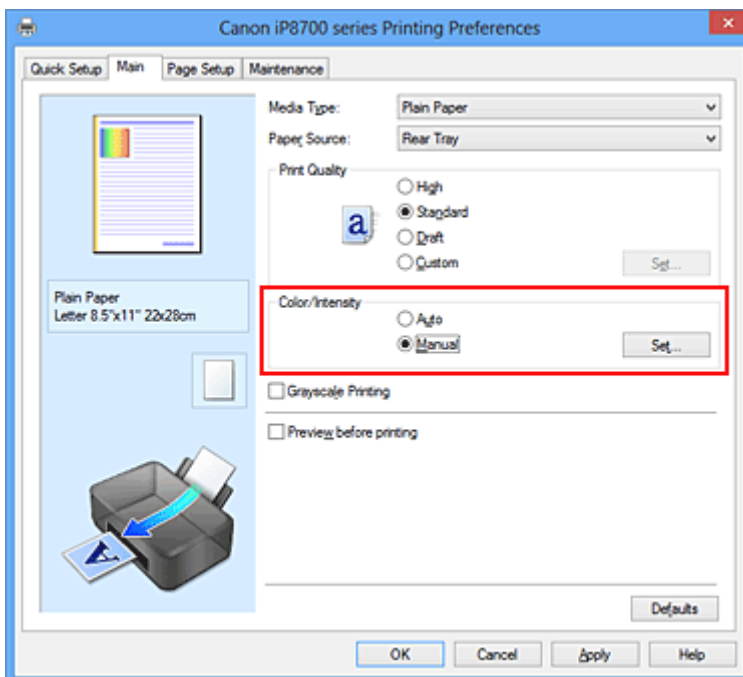 Canon iP8700 series Printing Preferences
Quick Setup Main Page Setup Maintenance
Media Type: Plain Paper
Paper Source: Rear Tray
Print Quality
High
a Standard
Draft
Custom Set...
Plain Paper
Letter 8.5"x11" 22x28cm
Color/Intensity
Auto
Manual Set...
Grayscale Printing
Preview before printing
A
Defaults
OK Cancel Apply Help